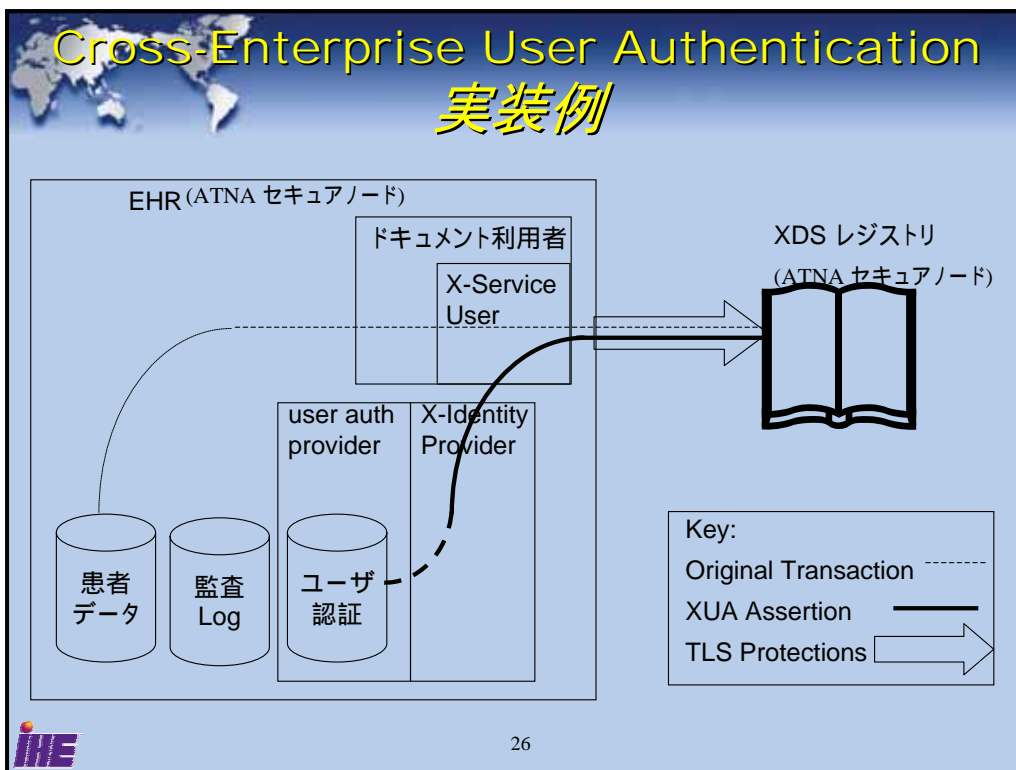 Cross-Enterprise User Authentication
実装例
EHR (ATNA セキュアノード)
ドキュメント利用者
X-Service
User
XDS レジストリ
(ATNA セキュアノード)
user auth
provider
X-Identity
Provider
患者
データ
監査
Log
ユーザ
認証
Key:
Original Transaction
XUA Assertion
TLS Protections
IHE
26